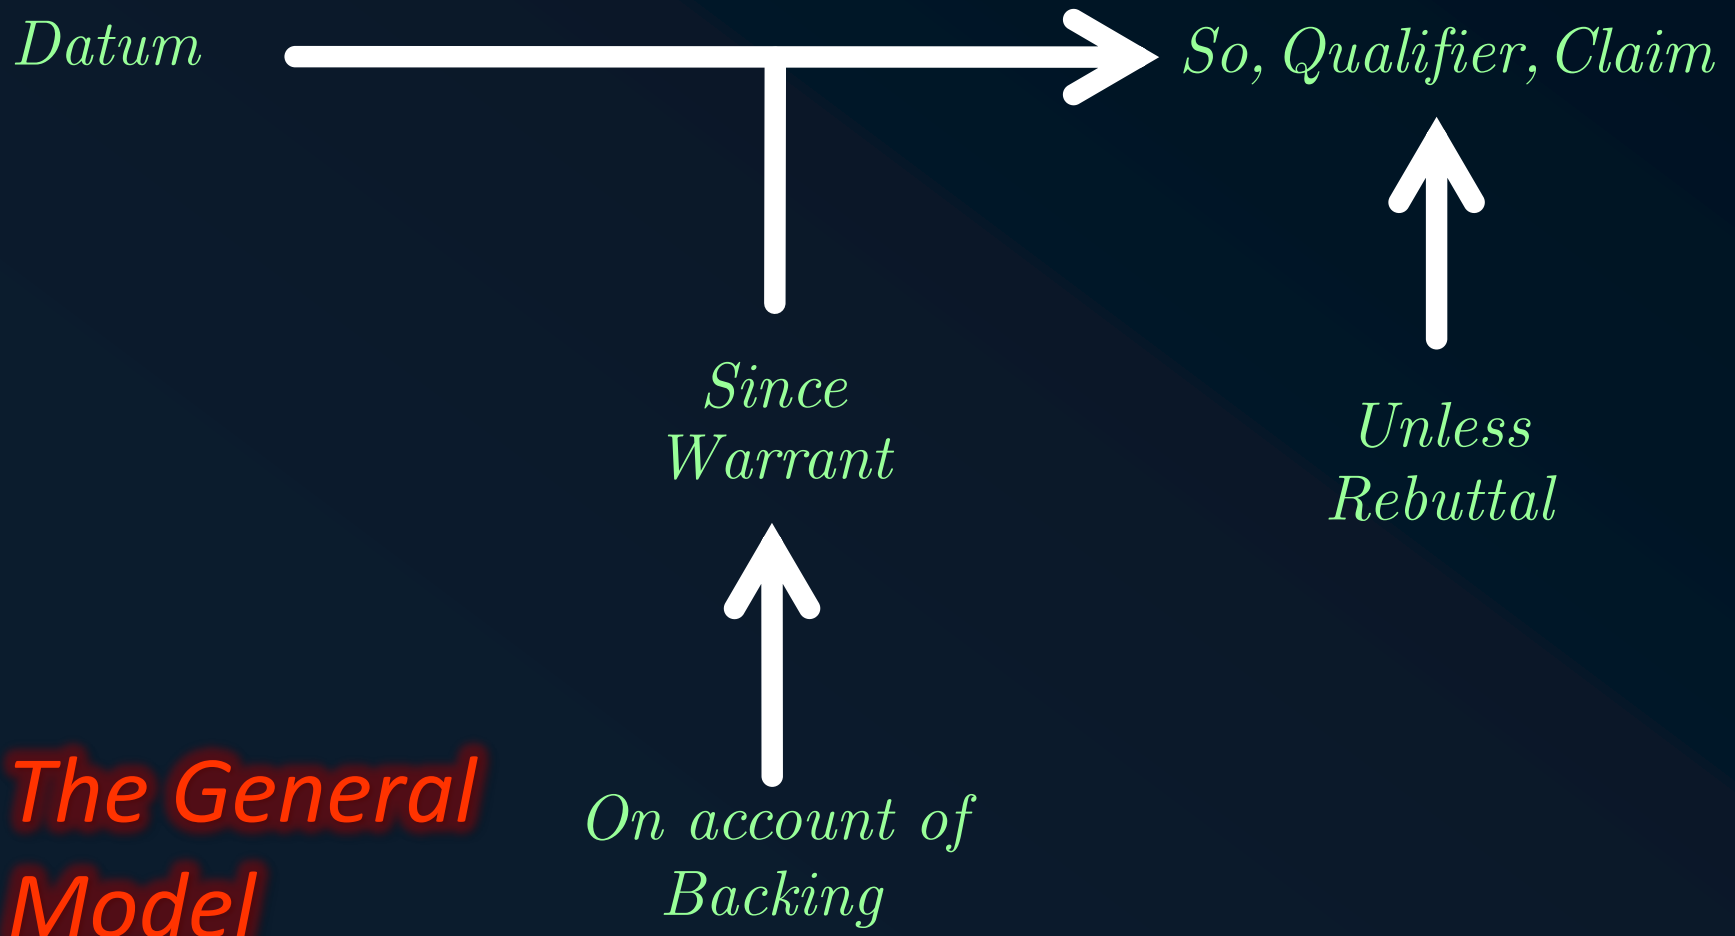 Datum
So, Qualifier, Claim
Since
Warrant
Unless
Rebuttal
On account of
Backing
The General
Model